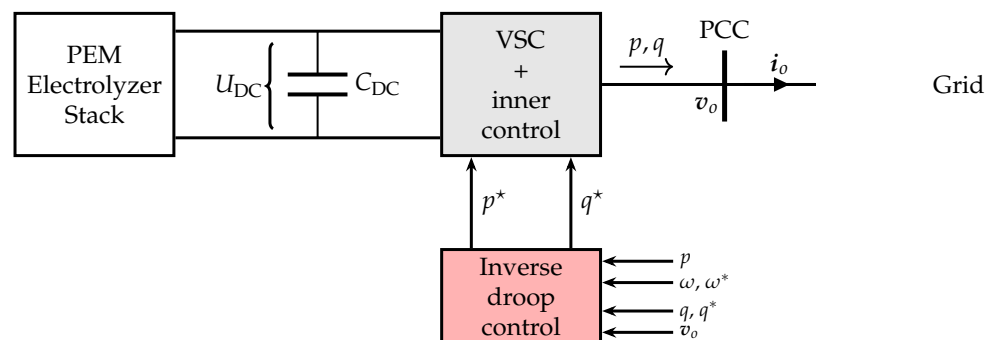 PEM
Electrolyzer
Stack
U_DC
C_DC
VSC
+
inner
control
p, q
PCC
v_o
i_o
Grid
p⋆
q⋆
Inverse
droop
control
p
ω, ω*
q, q*
v_o